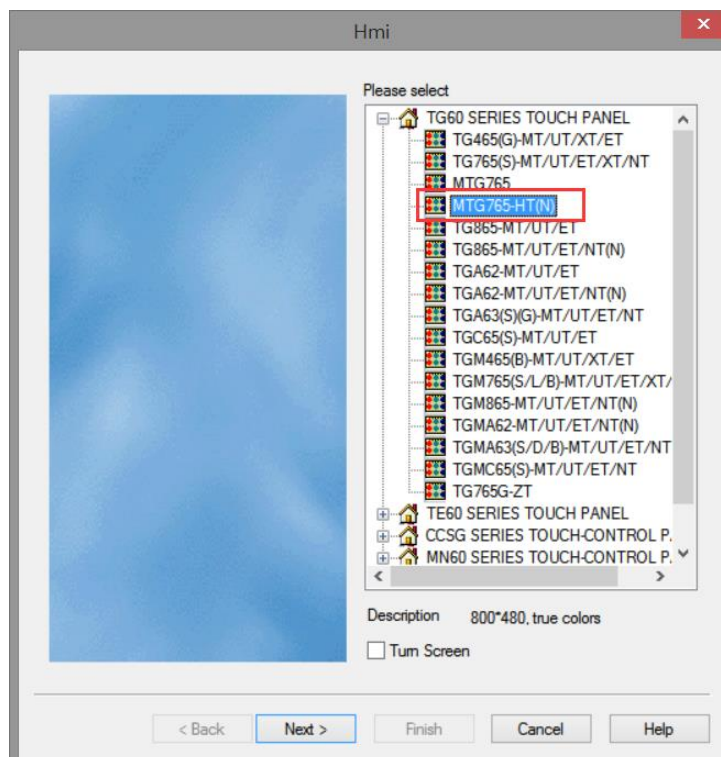 Hmi
Please select
TG60 SERIES TOUCH PANEL
TG465(G)-MT/UT/XT/ET
TG765(S)-MT/UT/ET/XT/NT
MTG765
MTG765-HT(N)
TG865-MT/UT/ET
TG865-MT/UT/ET/NT(N)
TGA62-MT/UT/ET
TGA62-MT/UT/ET/NT(N)
TGA63(S)(G)-MT/UT/ET/NT
TGC65(S)-MT/UT/ET
TGM465(B)-MT/UT/XT/ET
TGM765(S/L/B)-MT/UT/ET/XT/
TGM865-MT/UT/ET/NT(N)
TGMA62-MT/UT/ET/NT(N)
TGMA63(S/D/B)-MT/UT/ET/NT
TGMC65(S)-MT/UT/ET/NT
TG765G-ZT
TE60 SERIES TOUCH PANEL
CCSG SERIES TOUCH-CONTROL P.
MN60 SERIES TOUCH-CONTROL P.
Description 800*480, true colors
Turn Screen
< Back Next > Finish Cancel Help